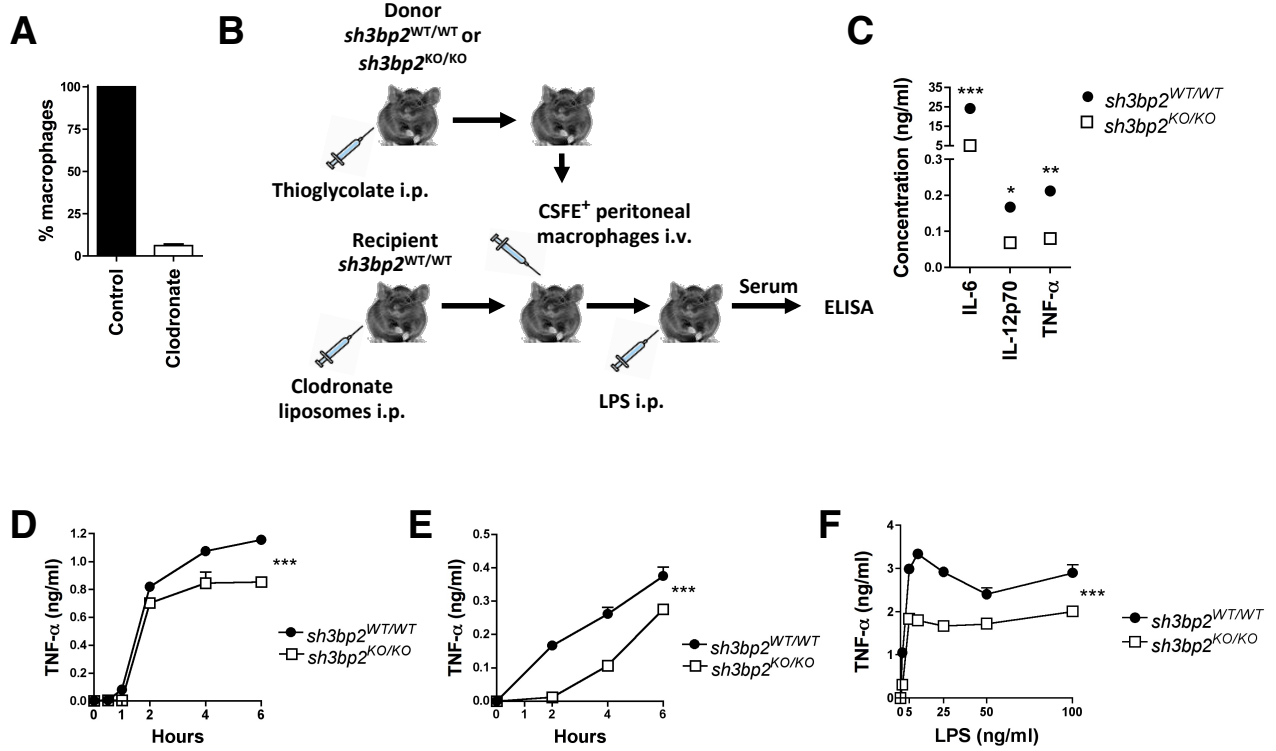 A
% macrophages
100
75
50
25
0
Control
Clodronate
B
Donor
sh3bp2WT/WT or
sh3bp2KO/KO
Thioglycolate i.p.
CSFE+ peritoneal
macrophages i.v.
Recipient
sh3bp2WT/WT
Clodronate
liposomes i.p.
LPS i.p.
Serum
ELISA
C
Concentration (ng/ml)
35
25
15
5
0.3
0.2
0.1
0.0
***
*
**
IL-6
IL-12p70
TNF-α
sh3bp2WT/WT
sh3bp2KO/KO
D
TNF-α (ng/ml)
1.2
1.0
0.8
0.6
0.4
0.2
0.0
0 1 2 4 6
Hours
***
sh3bp2WT/WT
sh3bp2KO/KO
E
TNF-α (ng/ml)
0.5
0.4
0.3
0.2
0.1
0.0
0 1 2 4 6
Hours
***
sh3bp2WT/WT
sh3bp2KO/KO
F
TNF-α (ng/ml)
4
3
2
1
0
0 5 25 50 100
LPS (ng/ml)
***
sh3bp2WT/WT
sh3bp2KO/KO